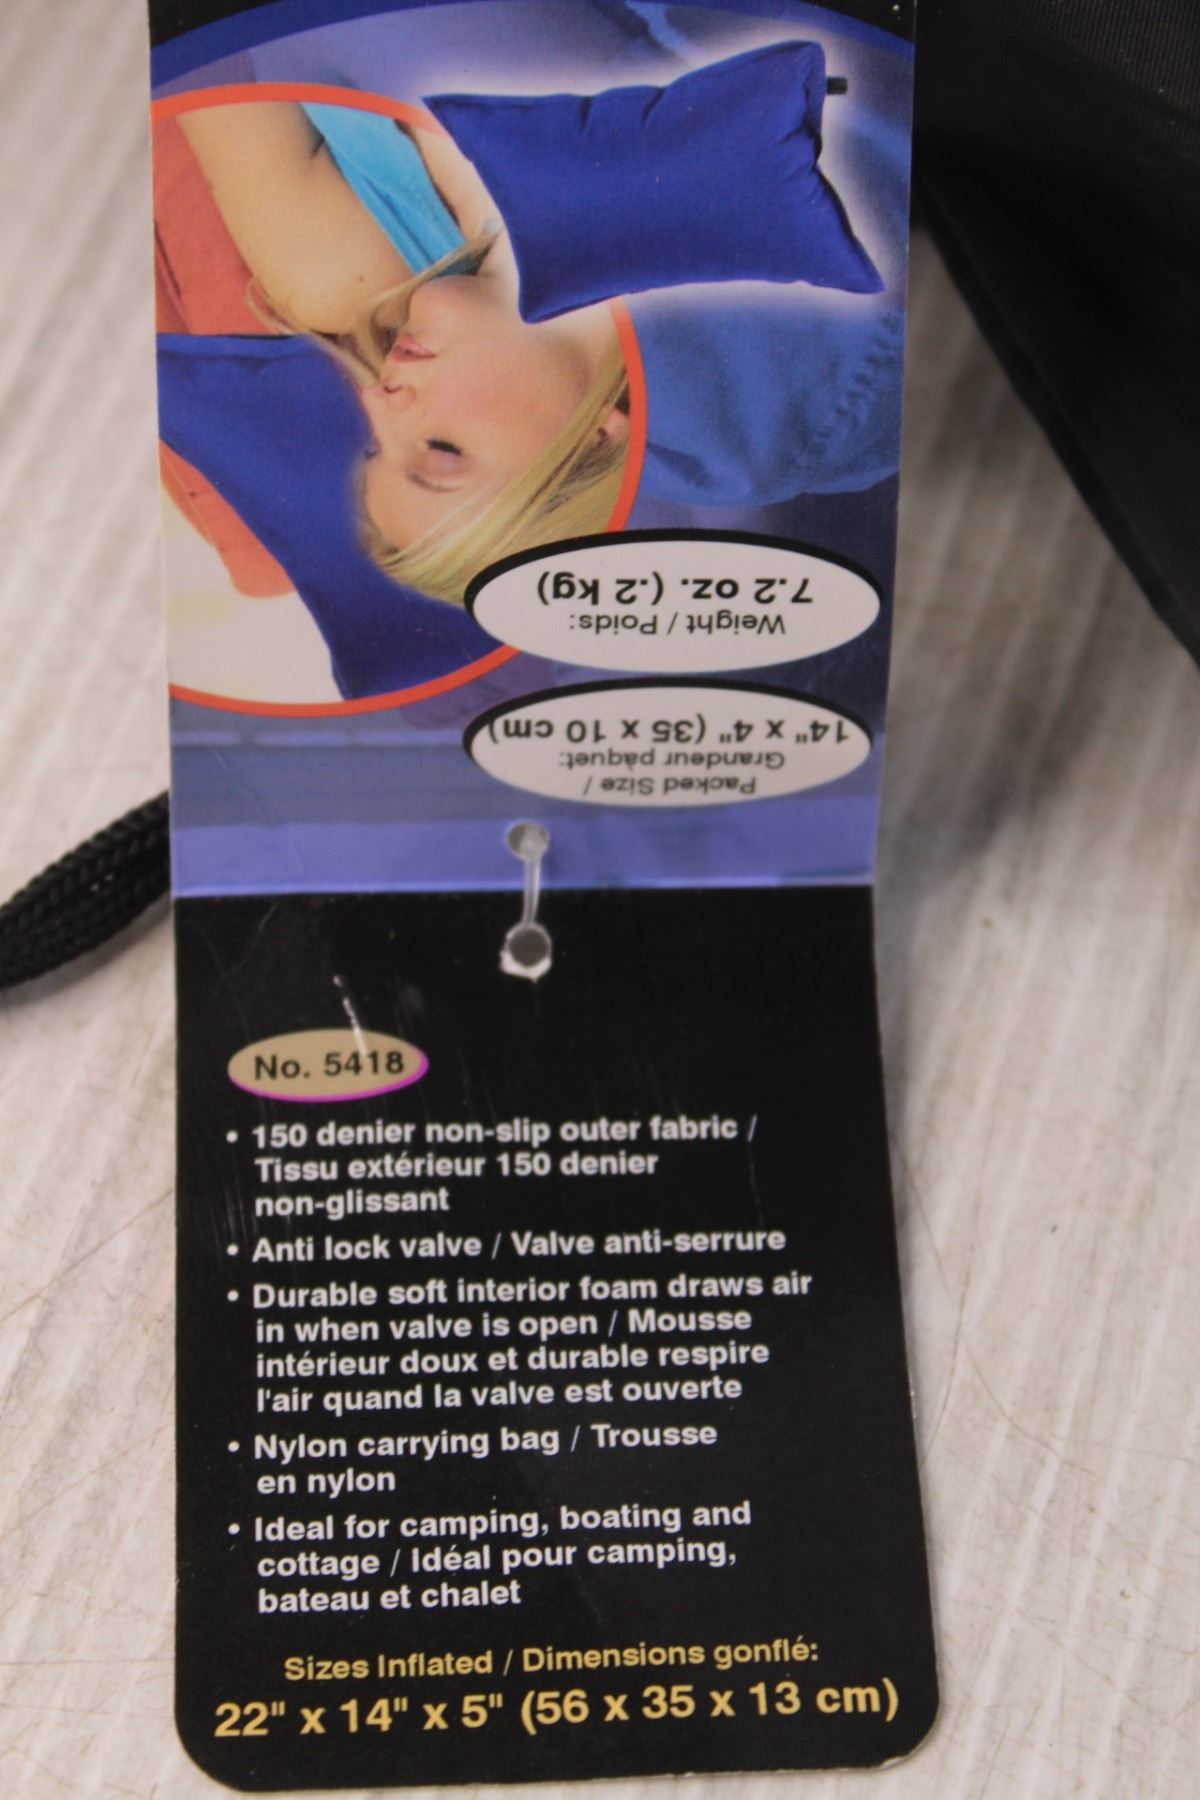 Weight / Poids:
7.2 oz. (.2 kg)
Packed Size /
Grandeur paquet:
14" x 4" (35 x 10 cm)
No. 5418
• 150 denier non-slip outer fabric /
Tissu extérieur 150 denier
non-glissant
• Anti lock valve / Valve anti-serrure
• Durable soft interior foam draws air
in when valve is open / Mousse
intérieur doux et durable respire
l'air quand la valve est ouverte
• Nylon carrying bag / Trousse
en nylon
• Ideal for camping, boating and
cottage / Idéal pour camping,
bateau et chalet
Sizes Inflated / Dimensions gonflé:
22" x 14" x 5" (56 x 35 x 13 cm)